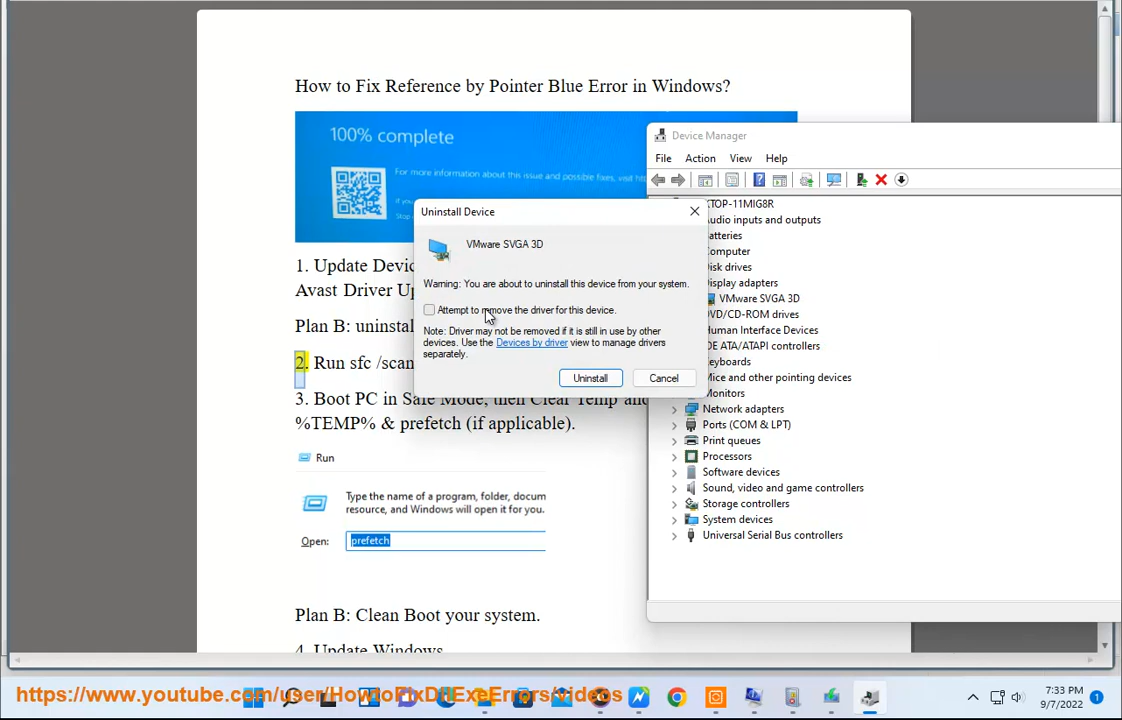 How to Fix Reference by Pointer Blue Error in Windows?
100% complete
For more information about this issue and possible fixes, visit
If you
Stop
1. Update Devic
Avast Driver Up
Plan B: uninstal
2. Run sfc /scan
3. Boot PC in Safe Mode, then Clear Temp and
%TEMP% & prefetch (if applicable).
Run
Type the name of a program, folder, docum
resource, and Windows will open it for you.
Open:
prefetch
Plan B: Clean Boot your system.
4. Update Windows
Uninstall Device
VMware SVGA 3D
Warning: You are about to uninstall this device from your system.
Attempt to remove the driver for this device.
Note: Driver may not be removed if it is still in use by other
devices. Use the Devices by driver view to manage drivers
separately.
Uninstall
Cancel
Device Manager
File Action View Help
KTOP-11MIG8R
Audio inputs and outputs
atteries
Computer
Disk drives
Display adapters
VMware SVGA 3D
DVD/CD-ROM drives
Human Interface Devices
DE ATA/ATAPI controllers
eyboards
Mice and other pointing devices
Monitors
Network adapters
Ports (COM & LPT)
Print queues
Processors
Software devices
Sound, video and game controllers
Storage controllers
System devices
Universal Serial Bus controllers
https://www.youtube.com/user/HowtoFixDllExeErrors/videos
7:33 PM
9/7/2022
1